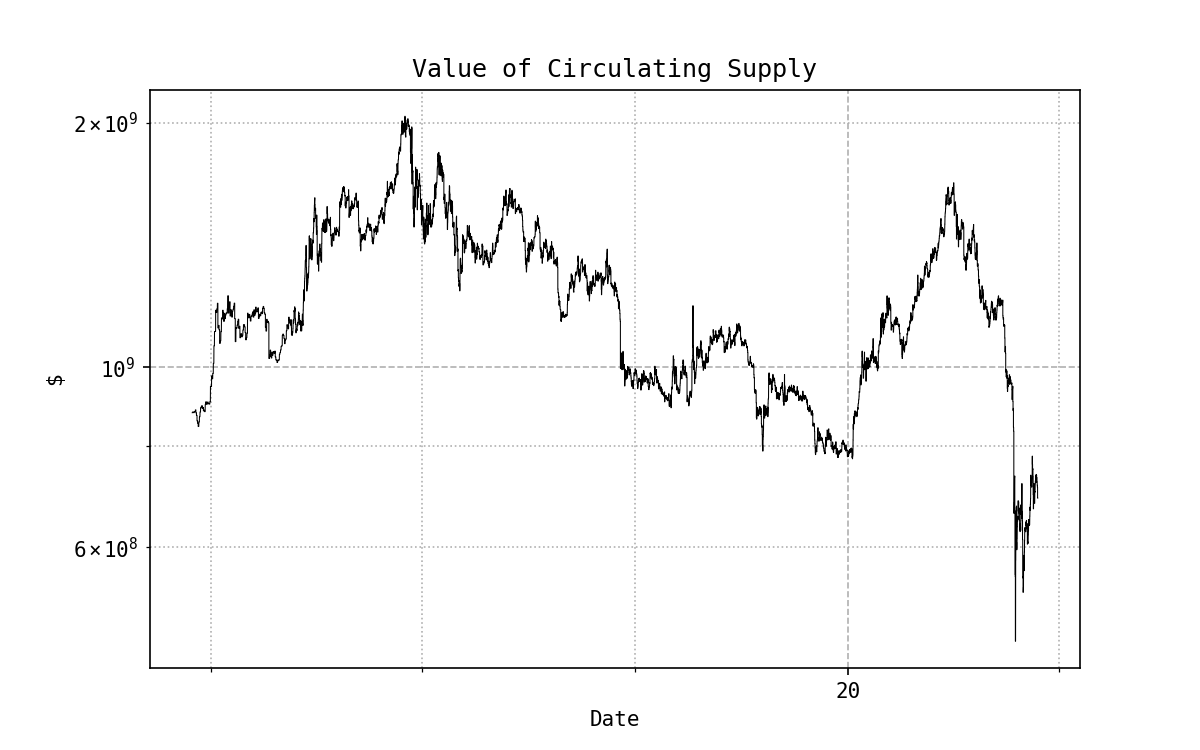 Value of Circulating Supply
2×10⁹
10⁹
6×10⁸
$
20
Date